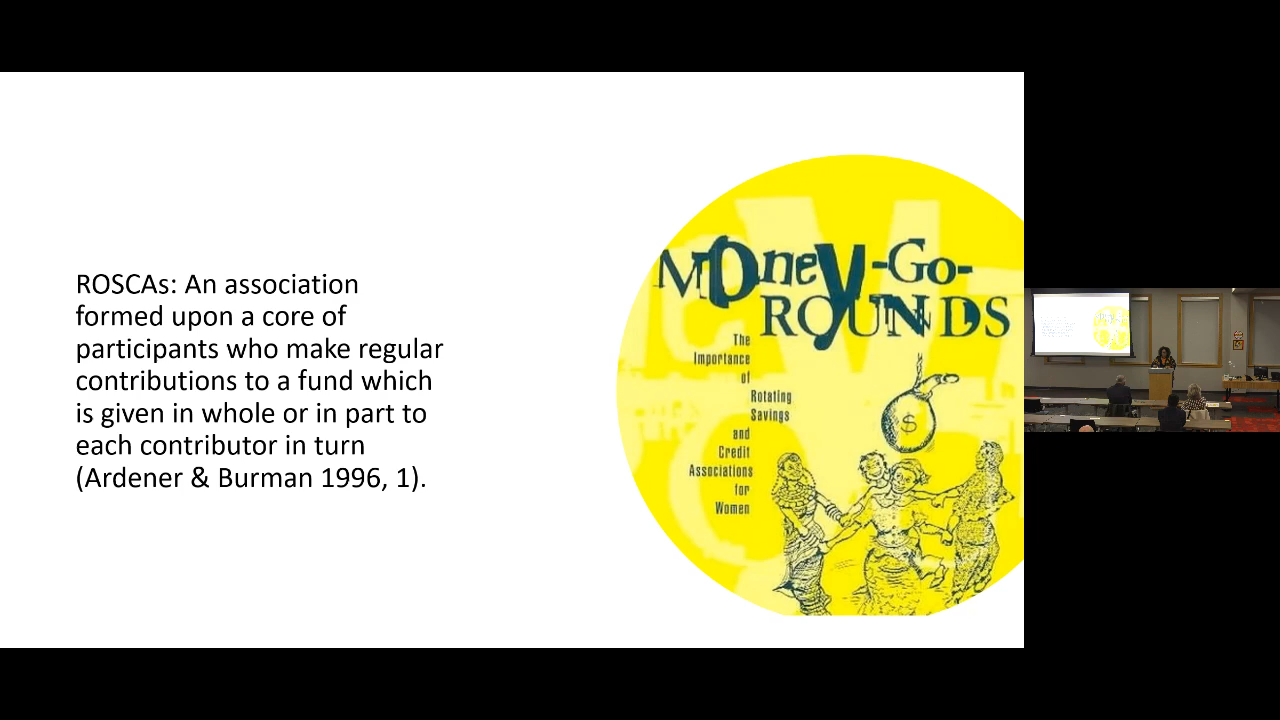 ROSCAs: An association
formed upon a core of
participants who make regular
contributions to a fund which
is given in whole or in part to
each contributor in turn
(Ardener & Burman 1996, 1).
Money-Go-
ROUNDS
The
Importance
of
Rotating
Savings
and
Credit
Associations
for
Women
$